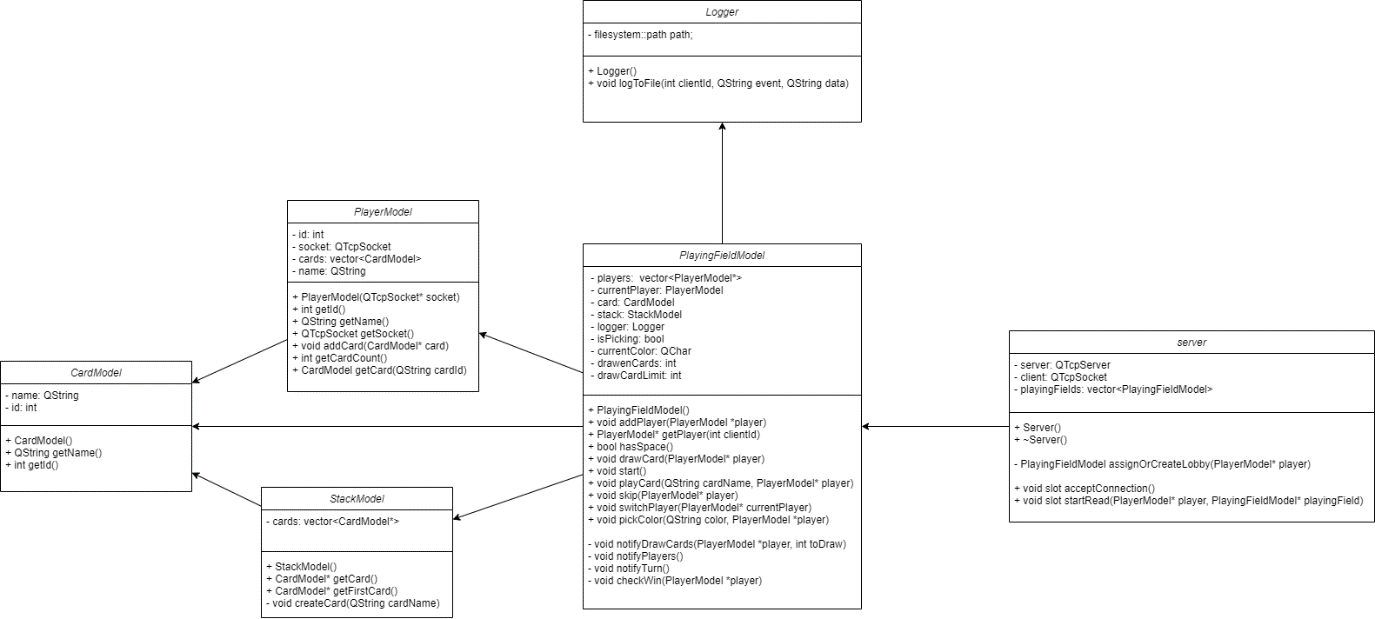 Logger
- filesystem::path path;
+ Logger()
+ void logToFile(int clientId, QString event, QString data)
PlayerModel
- id: int
- socket: QTcpSocket
- cards: vector<CardModel>
- name: QString
+ PlayerModel(QTcpSocket* socket)
+ int getId()
+ QString getName()
+ QTcpSocket getSocket()
+ void addCard(CardModel* card)
+ int getCardCount()
+ CardModel getCard(QString cardId)
PlayingFieldModel
- players:  vector<PlayerModel*>
- currentPlayer: PlayerModel
- card: CardModel
- stack: StackModel
- logger: Logger
- isPicking: bool
- currentColor: QChar
- drawenCards: int
- drawCardLimit: int
+ PlayingFieldModel()
+ void addPlayer(PlayerModel *player)
+ PlayerModel* getPlayer(int clientId)
+ bool hasSpace()
+ void drawCard(PlayerModel* player)
+ void start()
+ void playCard(QString cardName, PlayerModel* player)
+ void skip(PlayerModel* player)
+ void switchPlayer(PlayerModel* currentPlayer)
+ void pickColor(QString color, PlayerModel *player)
- void notifyDrawCards(PlayerModel *player, int toDraw)
- void notifyPlayers()
- void notifyTurn()
- void checkWin(PlayerModel *player)
server
- server: QTcpServer
- client: QTcpSocket
- playingFields: vector<PlayingFieldModel>
+ Server()
+ ~Server()
- PlayingFieldModel assignOrCreateLobby(PlayerModel* player)
+ void slot acceptConnection()
+ void slot startRead(PlayerModel* player, PlayingFieldModel* playingField)
CardModel
- name: QString
- id: int
+ CardModel()
+ QString getName()
+ int getId()
StackModel
- cards: vector<CardModel*>
+ StackModel()
+ CardModel* getCard()
+ CardModel* getFirstCard()
- void createCard(QString cardName)